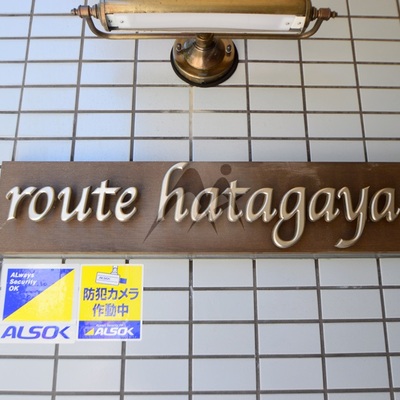 route hatagaya
ALways
Security
OK
ALSOK
防犯カメラ
作動中
ALSOK